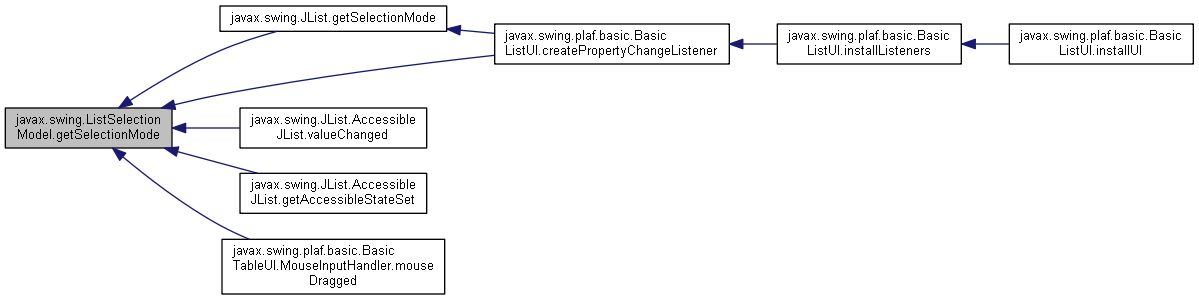 javax.swing.JList.getSelectionMode
javax.swing.plaf.basic.Basic
ListUI.createPropertyChangeListener
javax.swing.plaf.basic.Basic
ListUI.installListeners
javax.swing.plaf.basic.Basic
ListUI.installUI
javax.swing.ListSelection
Model.getSelectionMode
javax.swing.JList.Accessible
JList.valueChanged
javax.swing.JList.Accessible
JList.getAccessibleStateSet
javax.swing.plaf.basic.Basic
TableUI.MouseInputHandler.mouse
Dragged